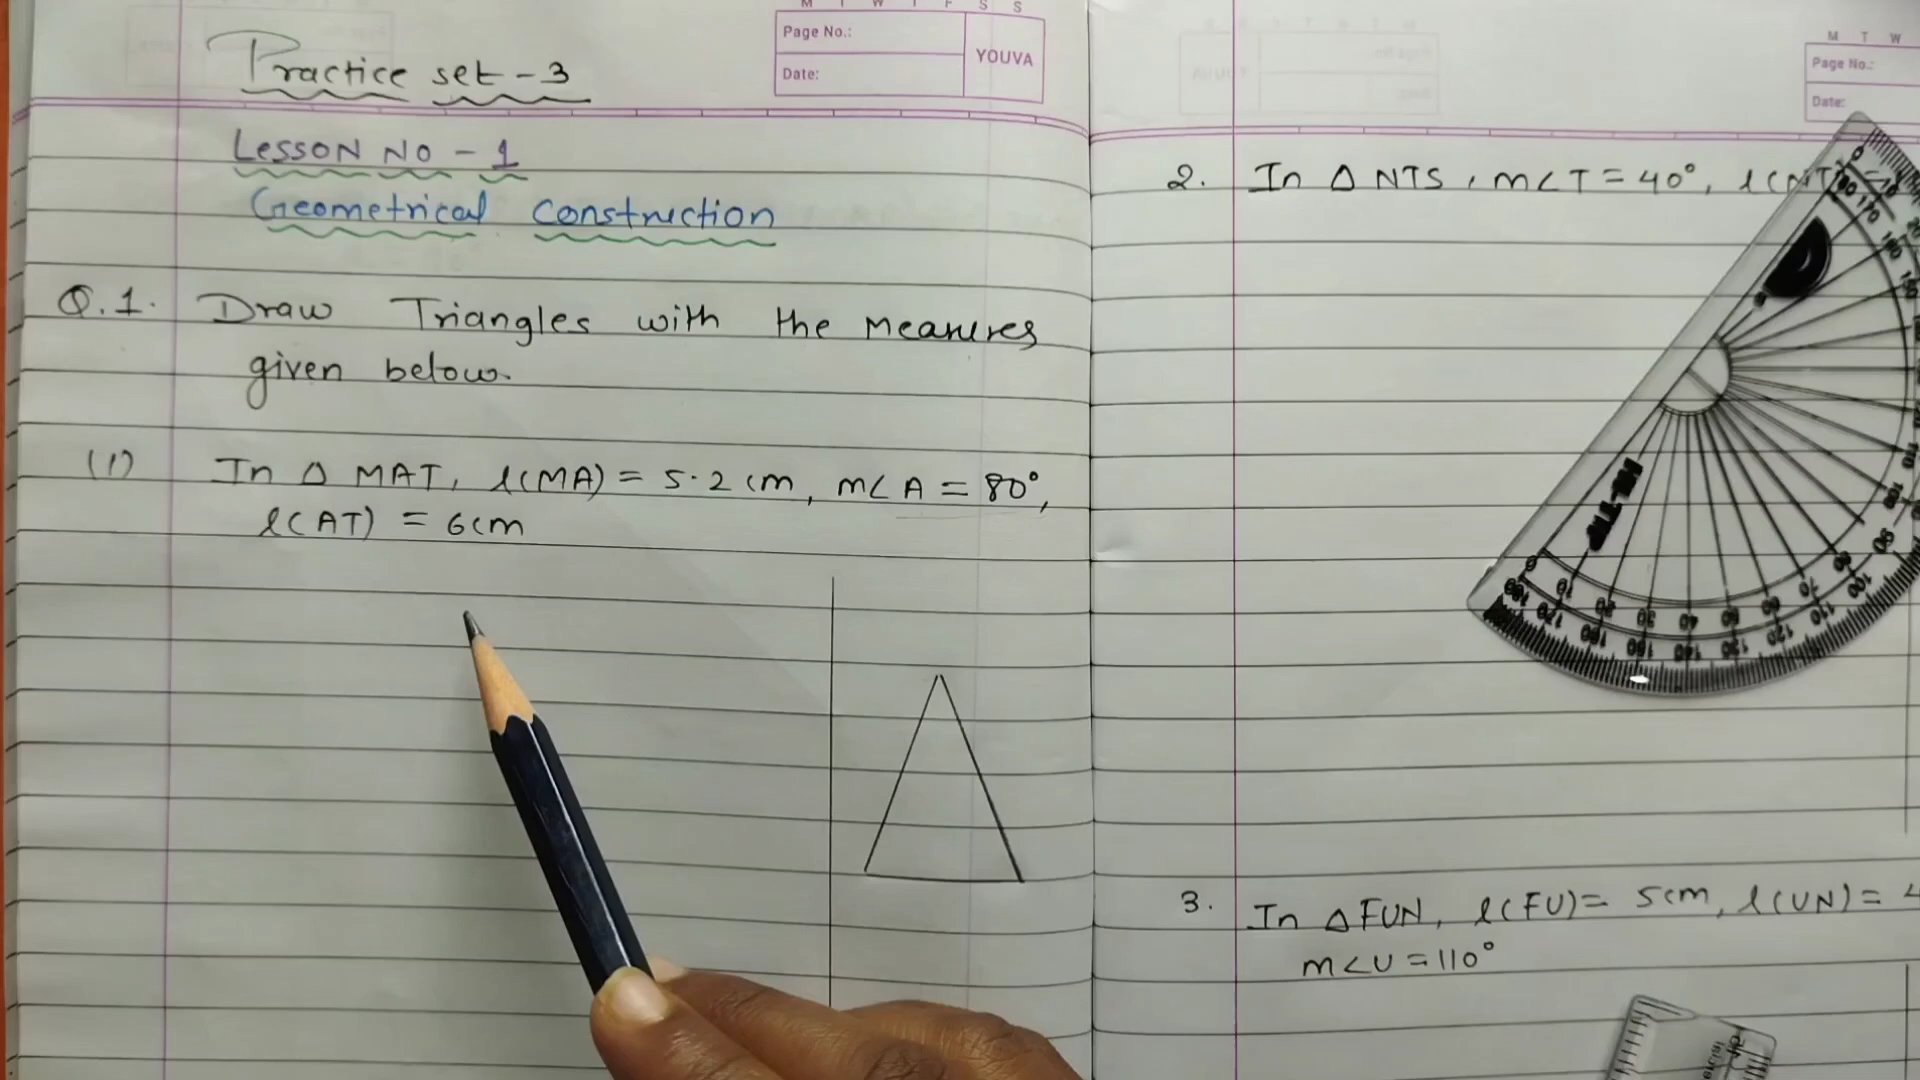 M T W T F S S
Page No.:
Date:
YOUVA
Practice set - 3
Lesson No - 1
Geometrical construction
Q.1. Draw Triangles with the Measures
given below.
(1) In Δ MAT, l(MA) = 5.2 cm, m∠A = 80°,
l(AT) = 6cm
M T W
Page No.:
Date:
2. In Δ NTS, m∠T = 40°, l(NT)
3. In Δ FUN, l(FU) = 5cm, l(UN) = 4
m∠U = 110°